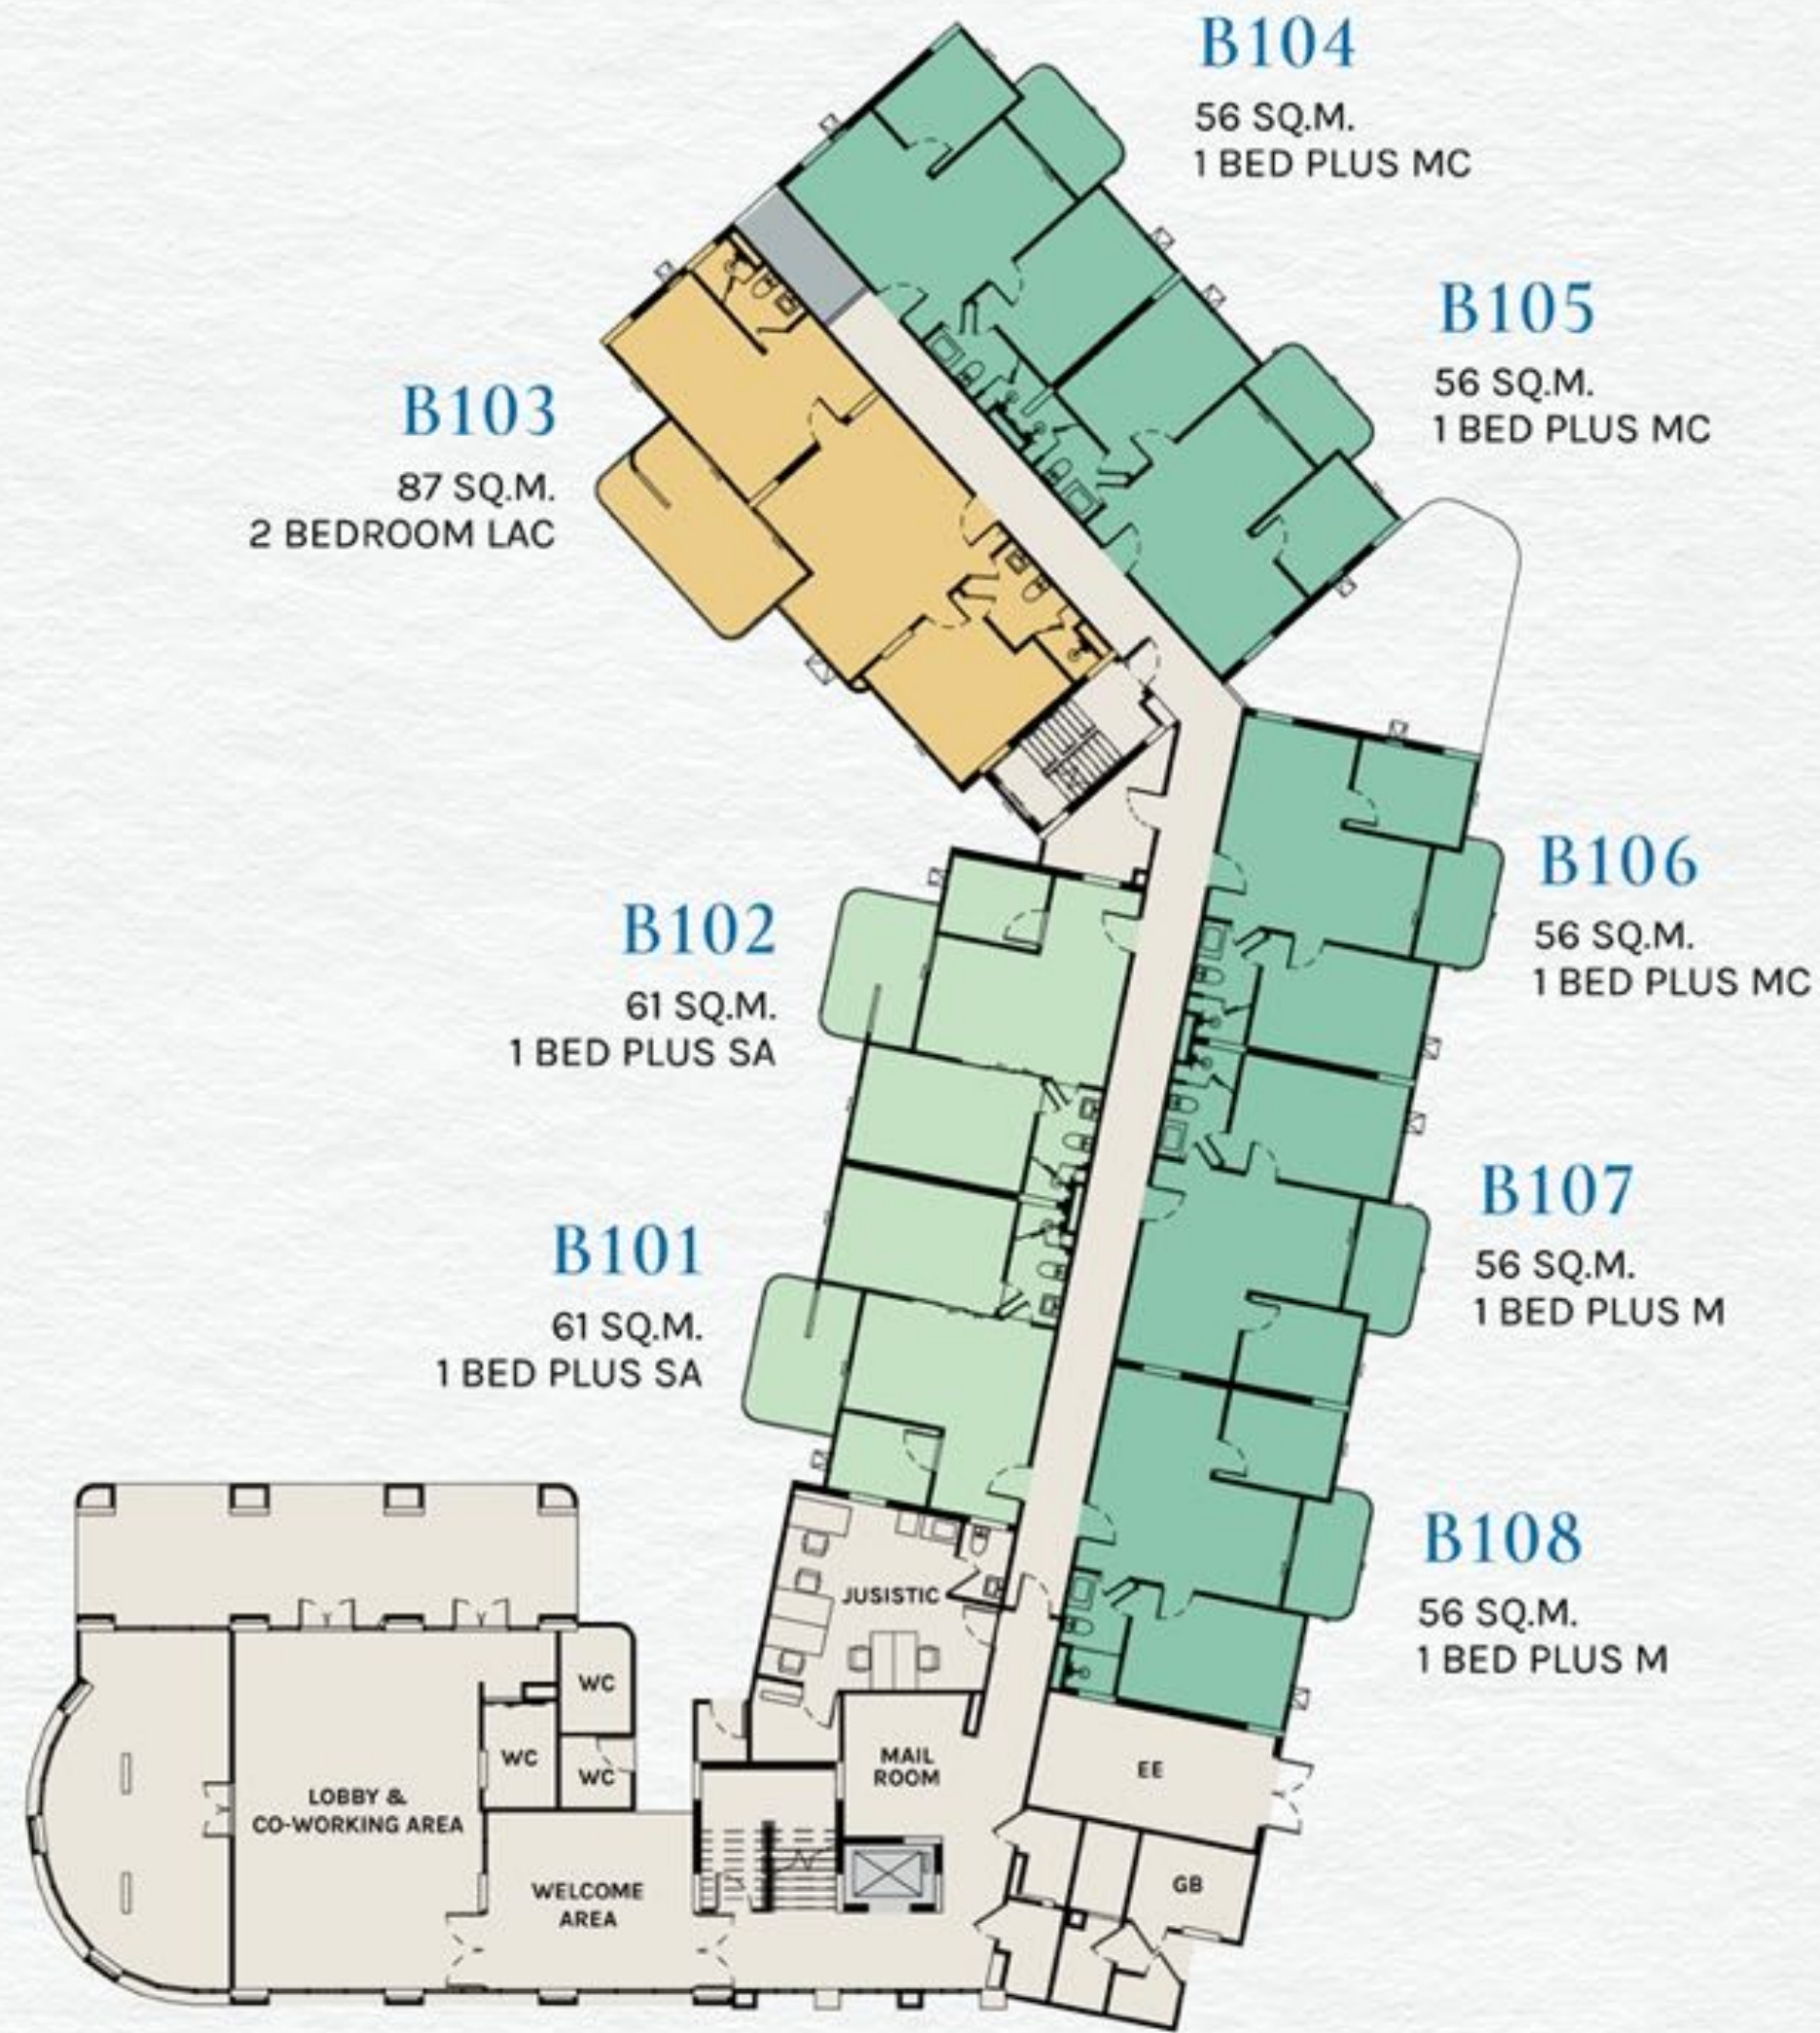 B104
56 SQ.M.
1 BED PLUS MC
B105
56 SQ.M.
1 BED PLUS MC
B103
87 SQ.M.
2 BEDROOM LAC
B106
56 SQ.M.
1 BED PLUS MC
B102
61 SQ.M.
1 BED PLUS SA
B107
56 SQ.M.
1 BED PLUS M
B101
61 SQ.M.
1 BED PLUS SA
B108
56 SQ.M.
1 BED PLUS M
JUSISTIC
WC
WC
WC
MAIL
ROOM
EE
LOBBY &
CO-WORKING AREA
WELCOME
AREA
GB